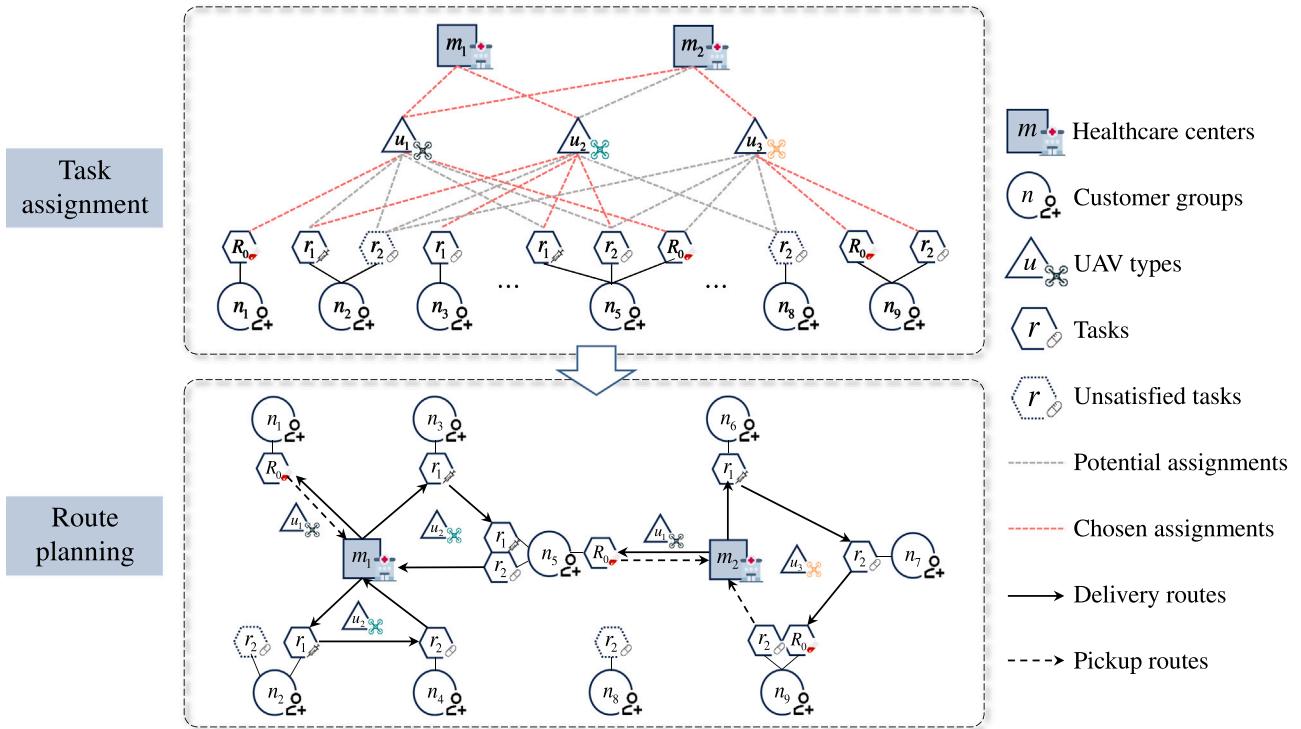 m1 m2
Task
assignment
u1 u2 u3
R0 r1 r2 r1 r1 r2 R0 r2 R0 r2
n1 n2 n3 ... n5 ... n8 n9
m Healthcare centers
n Customer groups
u UAV types
r Tasks
r Unsatisfied tasks
Potential assignments
Chosen assignments
Delivery routes
Pickup routes
Route
planning
n1 n3 n6
R0 r1 r1
u1 u2 u1
r1 n5 R0 n7
m1 r2 m2 u3 r2
u2
r2 r1 r2 r2 r2 R0
n2 n4 n8 n9